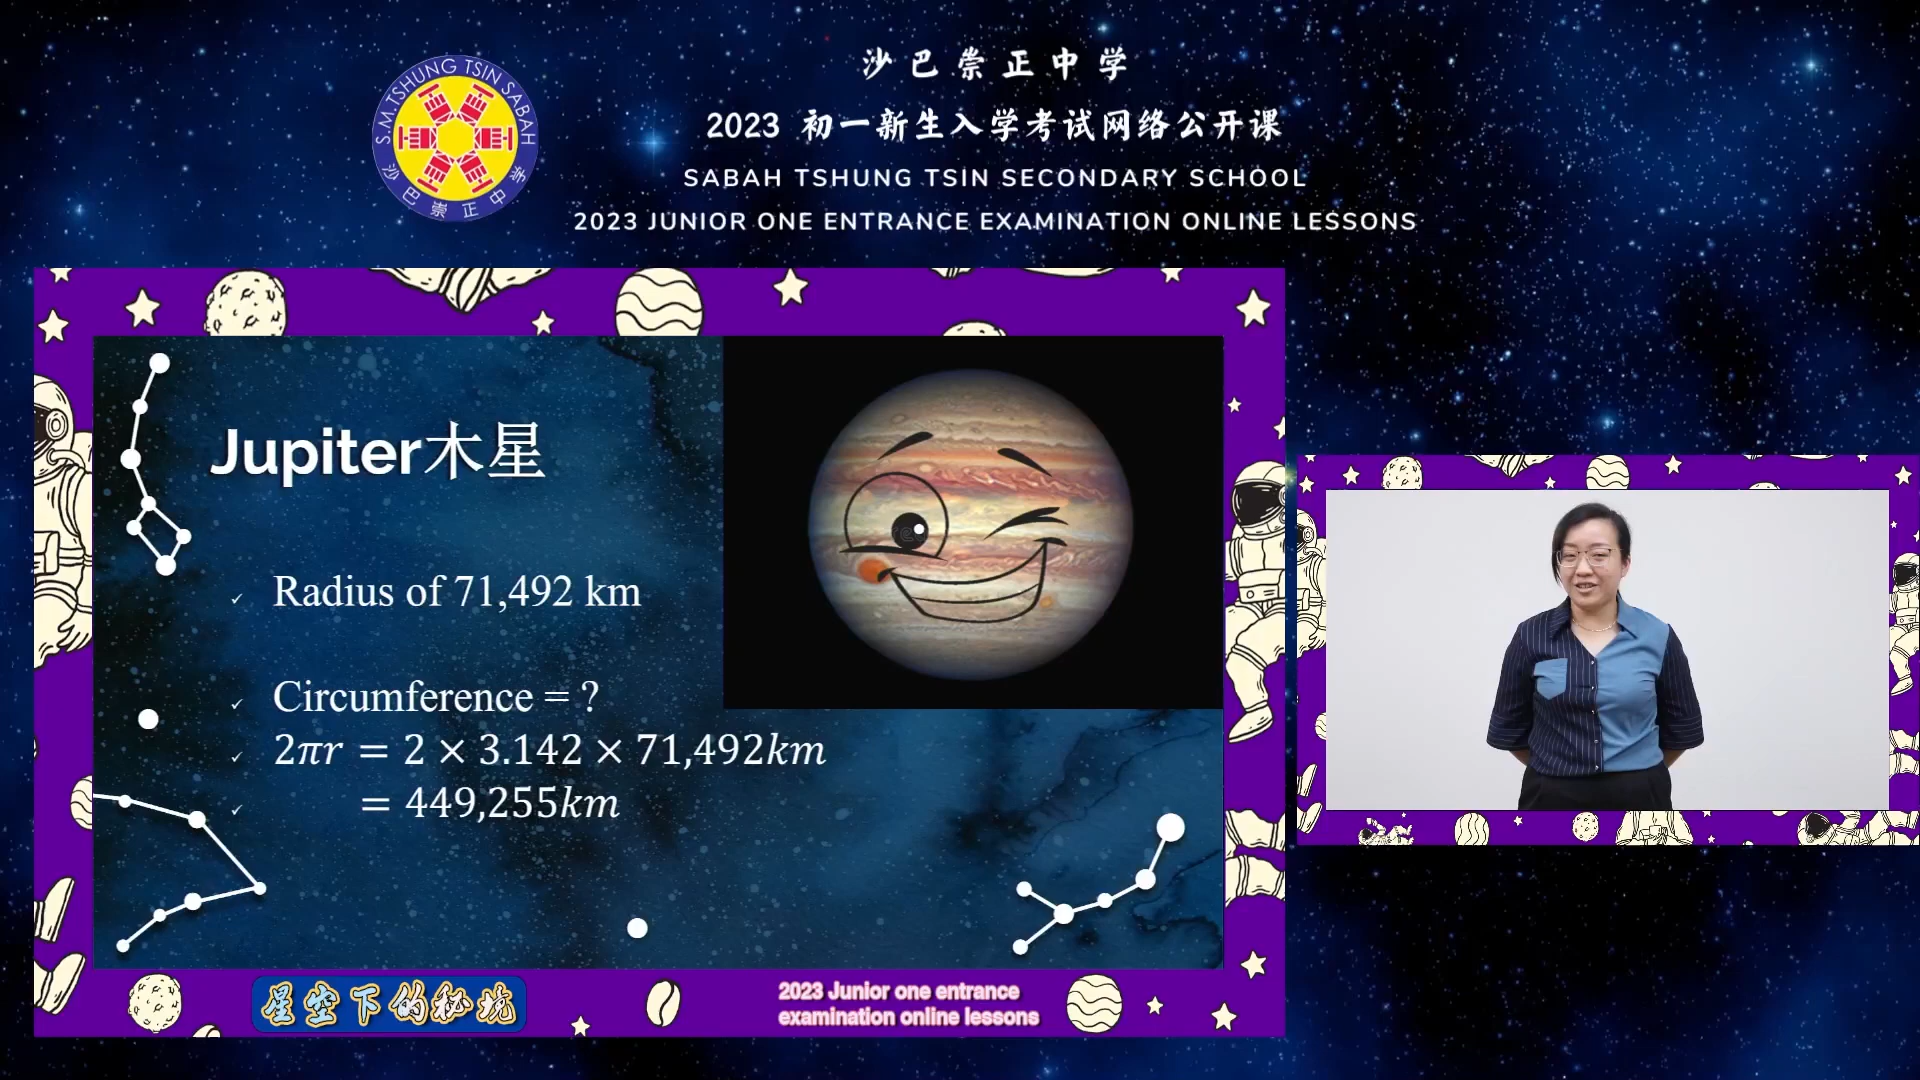 S.M. TSHUNG TSIN SABAH
沙巴崇正中学
沙巴崇正中学
2023 初一新生入学考试网络公开课
SABAH TSHUNG TSIN SECONDARY SCHOOL
2023 JUNIOR ONE ENTRANCE EXAMINATION ONLINE LESSONS
Jupiter木星
✓ Radius of 71,492 km
✓ Circumference = ?
✓ 2πr = 2 × 3.142 × 71,492km
✓ = 449,255km
星空下的秘境
2023 Junior one entrance
examination online lessons